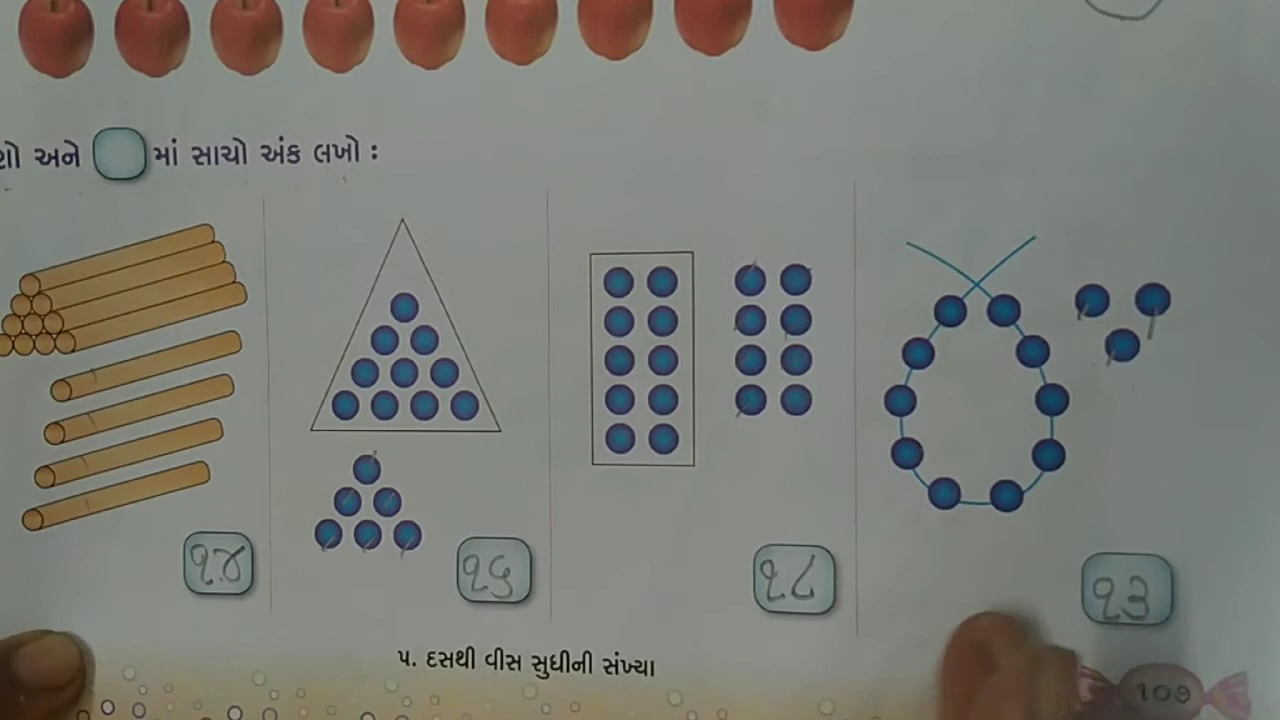 અને માં સાચો અંક લખો :
૧૪ ૧૬ ૧૮ ૧૩
૫. દસથી વીસ સુધીની સંખ્યા
૧૦૭